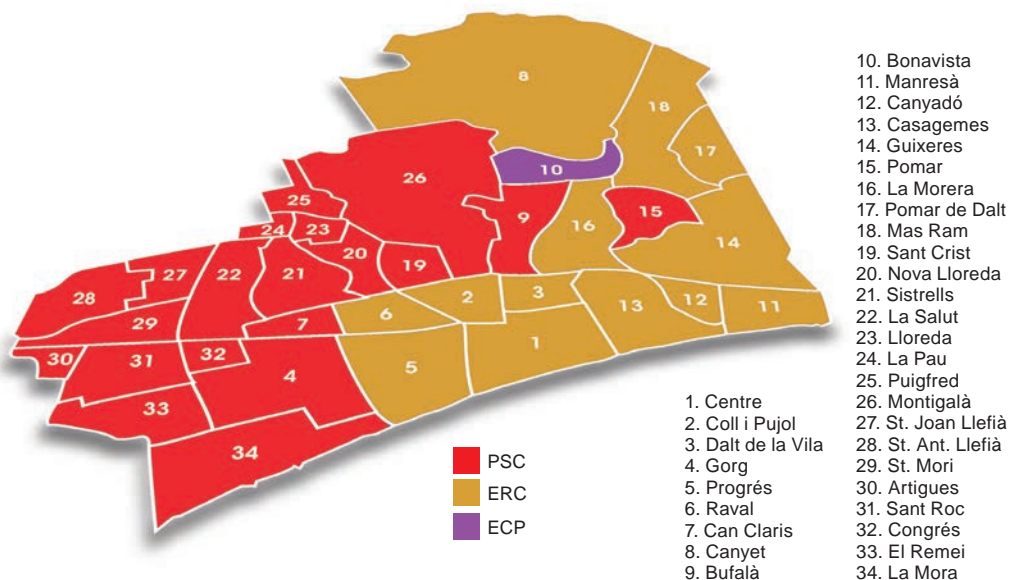 8
18
17
10
26
9
16
15
14
25
24
23
20
19
21
22
27
28
29
7
6
2
3
13
12
11
30
31
32
4
5
1
33
34
PSC
ERC
ECP
1. Centre
2. Coll i Pujol
3. Dalt de la Vila
4. Gorg
5. Progrés
6. Raval
7. Can Claris
8. Canyet
9. Bufalà
10. Bonavista
11. Manresà
12. Canyadó
13. Casagemes
14. Guixeres
15. Pomar
16. La Morera
17. Pomar de Dalt
18. Mas Ram
19. Sant Crist
20. Nova Lloreda
21. Sistrells
22. La Salut
23. Lloreda
24. La Pau
25. Puigfred
26. Montigalà
27. St. Joan Llefià
28. St. Ant. Llefià
29. St. Mori
30. Artigues
31. Sant Roc
32. Congrés
33. El Remei
34. La Mora